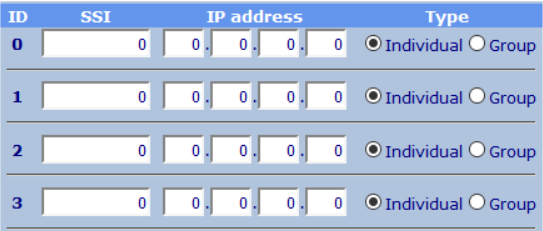 ID SSI IP address Type
0 0 0. 0. 0. 0 Individual Group
1 0 0. 0. 0. 0 Individual Group
2 0 0. 0. 0. 0 Individual Group
3 0 0. 0. 0. 0 Individual Group